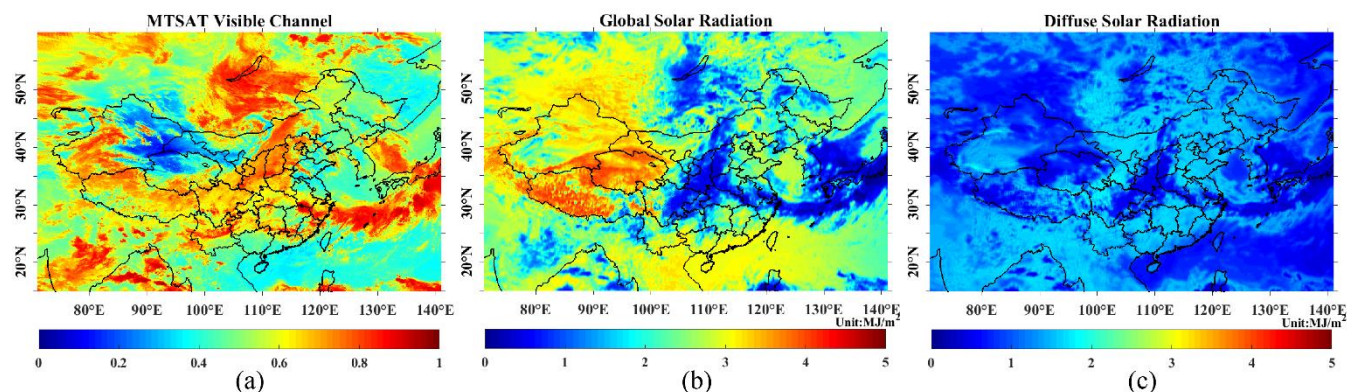 MTSAT Visible Channel
50°N
40°N
30°N
20°N
80°E 90°E 100°E 110°E 120°E 130°E 140°E
0 0.2 0.4 0.6 0.8 1
(a)
Global Solar Radiation
50°N
40°N
30°N
20°N
80°E 90°E 100°E 110°E 120°E 130°E 140°E
Unit:MJ/m²
0 1 2 3 4 5
(b)
Diffuse Solar Radiation
50°N
40°N
30°N
20°N
80°E 90°E 100°E 110°E 120°E 130°E 140°E
Unit:MJ/m²
0 1 2 3 4 5
(c)